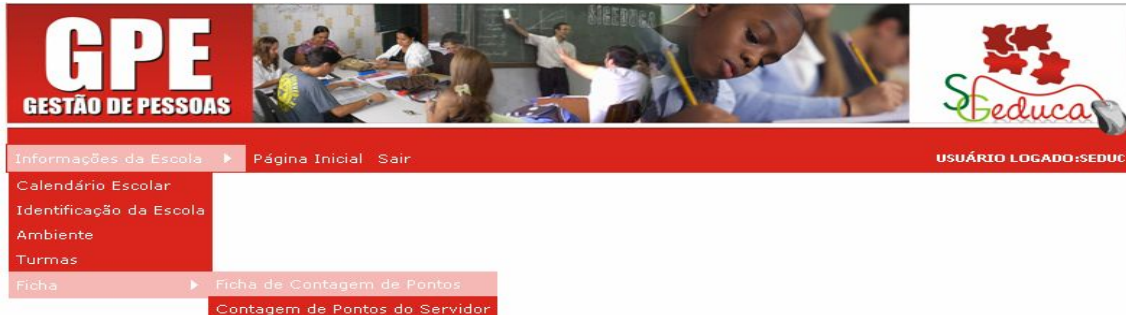 GPE
GESTÃO DE PESSOAS
SIGEDUCA
SiGeduca
Informações da Escola Página Inicial Sair USUÁRIO LOGADO:SEDUC
Calendário Escolar
Identificação da Escola
Ambiente
Turmas
Ficha Ficha de Contagem de Pontos
Contagem de Pontos do Servidor